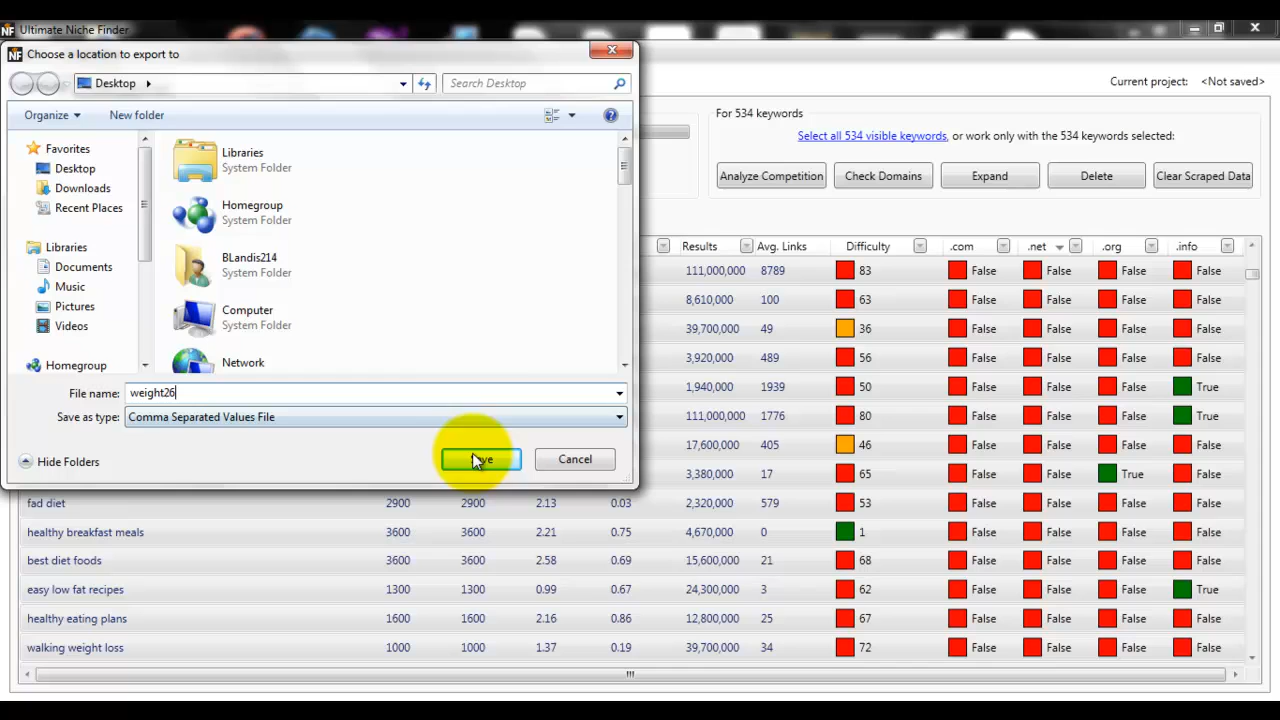 Ultimate Niche Finder
Choose a location to export to
Desktop
Search Desktop
Organize
New folder
Favorites
Desktop
Downloads
Recent Places
Libraries
Documents
Music
Pictures
Videos
Homegroup
Libraries
System Folder
Homegroup
System Folder
BLandis214
System Folder
Computer
System Folder
Network
File name: weight26
Save as type: Comma Separated Values File
Hide Folders
Cancel
Current project: <Not saved>
For 534 keywords
Select all 534 visible keywords, or work only with the 534 keywords selected:
Analyze Competition Check Domains Expand Delete Clear Scraped Data
Results Avg. Links Difficulty .com .net .org .info
111,000,000 8789 83 False False False False
8,610,000 100 63 False False False False
39,700,000 49 36 False False False False
3,920,000 489 56 False False False False
1,940,000 1939 50 False False False True
111,000,000 1776 80 False False False True
17,600,000 405 46 False False False False
3,380,000 17 65 False False True False
fad diet 2900 2900 2.13 0.03 2,320,000 579 53 False False False False
healthy breakfast meals 3600 3600 2.21 0.75 4,670,000 0 1 False False False False
best diet foods 3600 3600 2.58 0.69 15,600,000 21 68 False False False False
easy low fat recipes 1300 1300 0.99 0.67 24,300,000 3 62 False False False True
healthy eating plans 1600 1600 2.16 0.86 12,800,000 25 67 False False False False
walking weight loss 1000 1000 1.37 0.19 39,700,000 34 72 False False False False